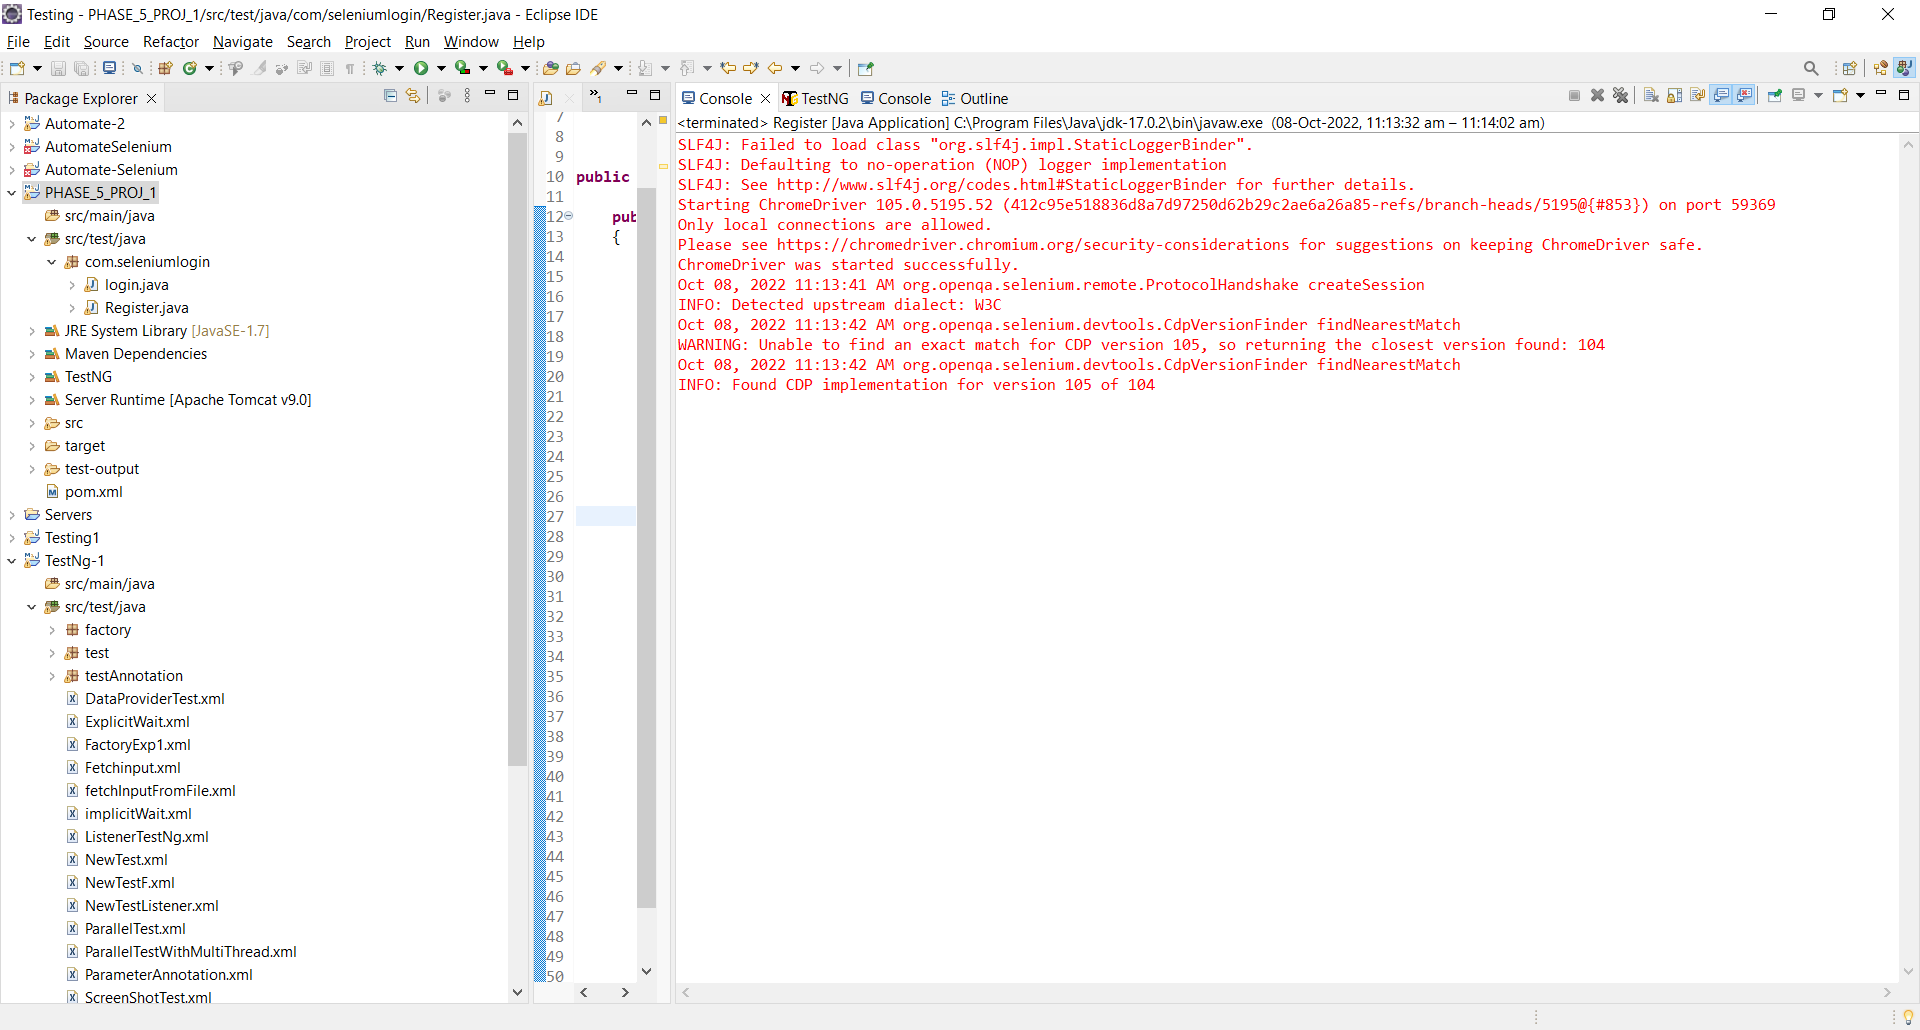 Testing - PHASE_5_PROJ_1/src/test/java/com/seleniumlogin/Register.java - Eclipse IDE
File Edit Source Refactor Navigate Search Project Run Window Help
Package Explorer
Automate-2
AutomateSelenium
Automate-Selenium
PHASE_5_PROJ_1
src/main/java
src/test/java
com.seleniumlogin
login.java
Register.java
JRE System Library [JavaSE-1.7]
Maven Dependencies
TestNG
Server Runtime [Apache Tomcat v9.0]
src
target
test-output
pom.xml
Servers
Testing1
TestNg-1
src/main/java
src/test/java
factory
test
testAnnotation
DataProviderTest.xml
ExplicitWait.xml
FactoryExp1.xml
Fetchinput.xml
fetchInputFromFile.xml
implicitWait.xml
ListenerTestNg.xml
NewTest.xml
NewTestF.xml
NewTestListener.xml
ParallelTest.xml
ParallelTestWithMultiThread.xml
ParameterAnnotation.xml
ScreenShotTest.xml
»1
7
8
9
10 public
11
12 pub
13 {
14
15
16
17
18
19
20
21
22
23
24
25
26
27
28
29
30
31
32
33
34
35
36
37
38
39
40
41
42
43
44
45
46
47
48
49
50
Console TestNG Console Outline
<terminated> Register [Java Application] C:\Program Files\Java\jdk-17.0.2\bin\javaw.exe (08-Oct-2022, 11:13:32 am – 11:14:02 am)
SLF4J: Failed to load class "org.slf4j.impl.StaticLoggerBinder".
SLF4J: Defaulting to no-operation (NOP) logger implementation
SLF4J: See http://www.slf4j.org/codes.html#StaticLoggerBinder for further details.
Starting ChromeDriver 105.0.5195.52 (412c95e518836d8a7d97250d62b29c2ae6a26a85-refs/branch-heads/5195@{#853}) on port 59369
Only local connections are allowed.
Please see https://chromedriver.chromium.org/security-considerations for suggestions on keeping ChromeDriver safe.
ChromeDriver was started successfully.
Oct 08, 2022 11:13:41 AM org.openqa.selenium.remote.ProtocolHandshake createSession
INFO: Detected upstream dialect: W3C
Oct 08, 2022 11:13:42 AM org.openqa.selenium.devtools.CdpVersionFinder findNearestMatch
WARNING: Unable to find an exact match for CDP version 105, so returning the closest version found: 104
Oct 08, 2022 11:13:42 AM org.openqa.selenium.devtools.CdpVersionFinder findNearestMatch
INFO: Found CDP implementation for version 105 of 104